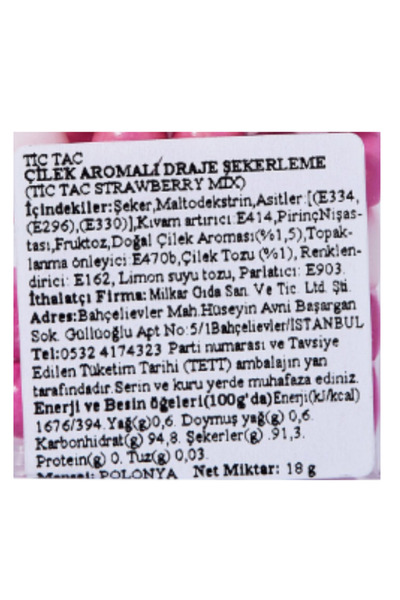 TİC TAC
ÇİLEK AROMALI DRAJE ŞEKERLEME
(TİC TAC STRAWBERRY MIX)
İçindekiler:Şeker,Maltodekstrin,Asitler:[(E334,
(E296),(E330)],Kıvam artırıcı:E414,PirinçNişas-
tası,Fruktoz,Doğal Çilek Aroması(%1,5),Topak-
lanma önleyici:E470b,Çilek Tozu (%1), Renklen-
dirici: E162, Limon suyu tozu, Parlatıcı: E903.
İthalatçı Firma: Milkar Gıda San. Ve Tic. Ltd. Şti.
Adres:Bahçelievler Mah.Hüseyin Avni Başargan
Sok. Güllüoğlu Apt No:5/1Bahçelievler/İSTANBUL
Tel:0532 4174323 Parti numarası ve Tavsiye
Edilen Tüketim Tarihi (TETT) ambalajın yan
tarafındadır.Serin ve kuru yerde muhafaza ediniz.
Enerji ve Besin öğeleri(100g'da)Enerji(kJ/kcal)
1676/394.Yağ(g)0,6. Doymuş yağ(g) 0,6.
Karbonhidrat(g) 94,8. Şekerler(g) .91,3.
Protein(g) 0. Tuz(g) 0,03.
Menşei: POLONYA Net Miktar: 18 g